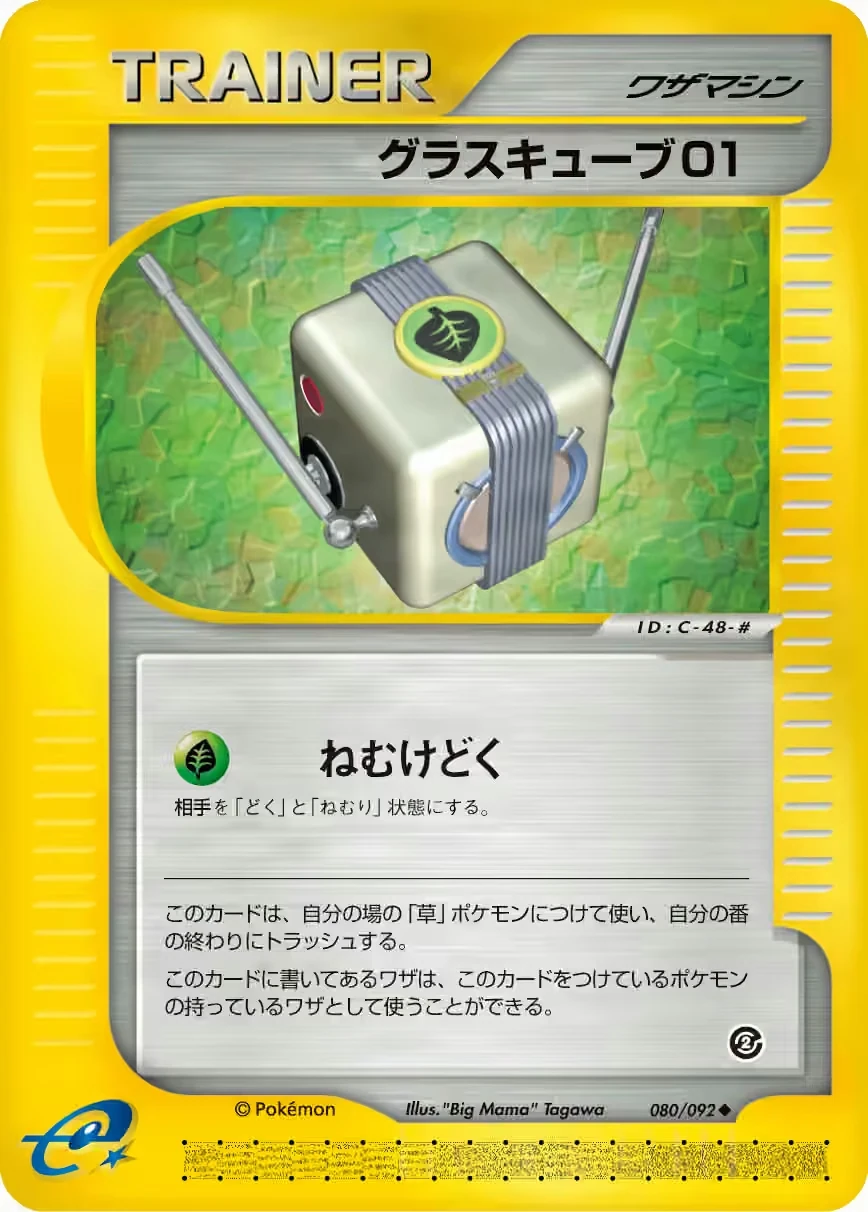 TRAINER
ワザマシン
グラスキューブ01
ID:C-48-#
ねむけどく
相手を「どく」と「ねむり」状態にする。
このカードは、自分の場の「草」ポケモンにつけて使い、自分の番
の終わりにトラッシュする。
このカードに書いてあるワザは、このカードをつけているポケモン
の持っているワザとして使うことができる。
2
© Pokémon
Illus."Big Mama" Tagawa
080/092◆
e